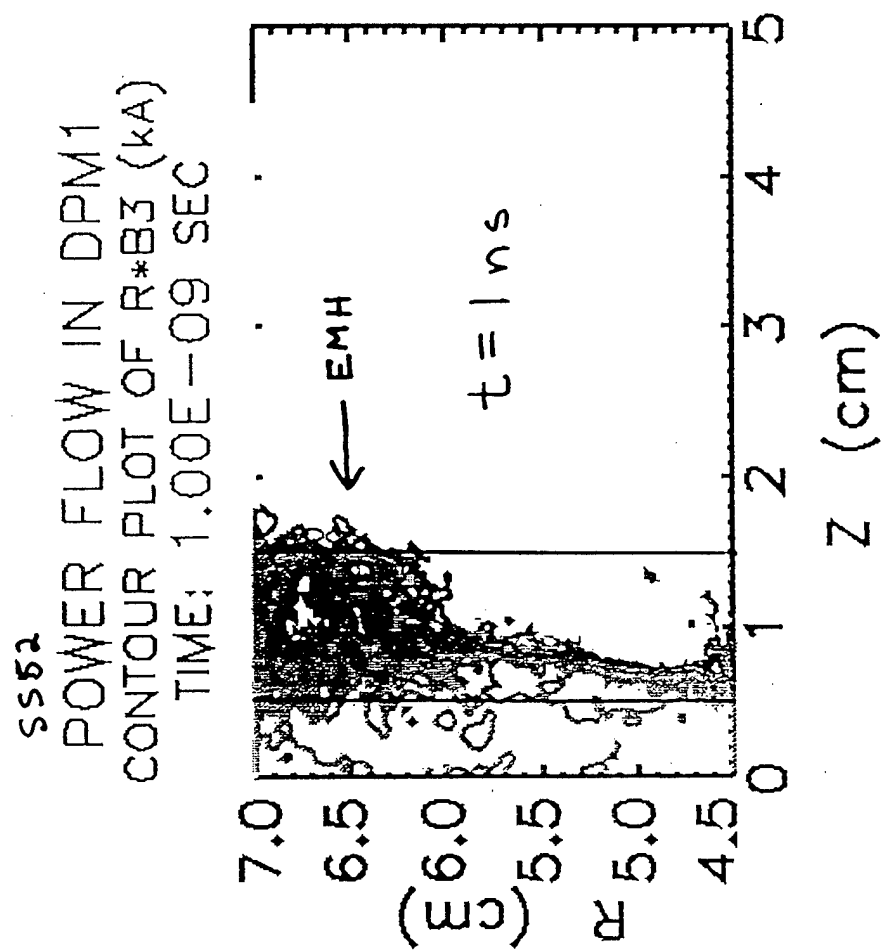 SS52
POWER FLOW IN DPM1
CONTOUR PLOT OF R*B3 (kA)
TIME: 1.00E-09 SEC
7.0
6.5
6.0
5.5
5.0
4.5
R (cm)
← EMH
t = 1 ns
0 1 2 3 4 5
Z (cm)